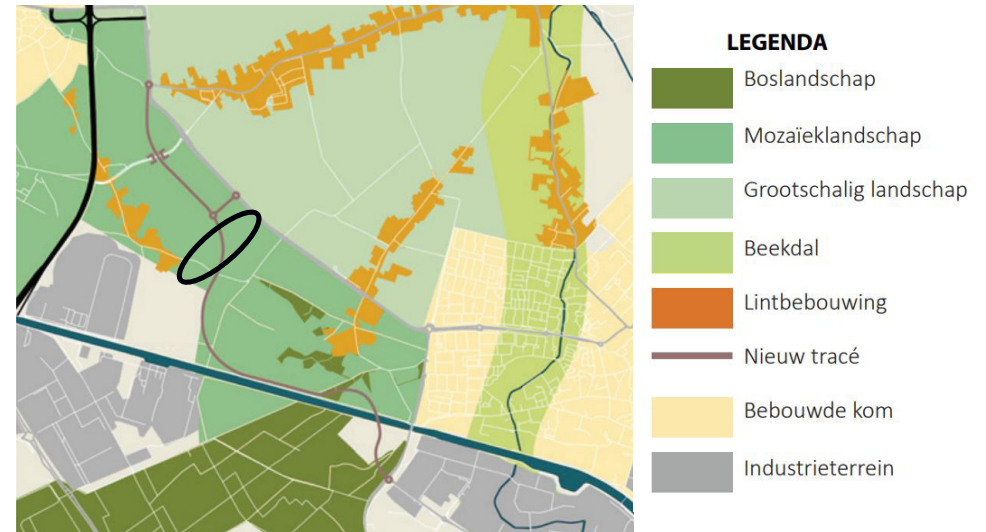 LEGENDA
Boslandschap
Mozaïeklandschap
Grootschalig landschap
Beekdal
Lintbebouwing
Nieuw tracé
Bebouwde kom
Industrieterrein